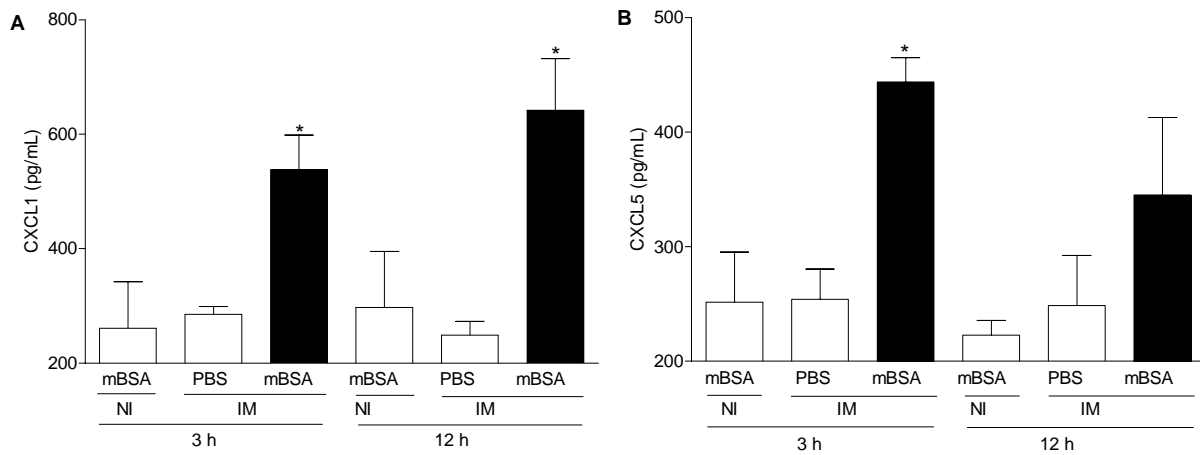 A
B
800
600
400
200
CXCL1 (pg/mL)
*
*
mBSA PBS mBSA mBSA PBS mBSA
NI IM NI IM
3 h 12 h
500
400
300
200
CXCL5 (pg/mL)
*
mBSA PBS mBSA mBSA PBS mBSA
NI IM NI IM
3 h 12 h